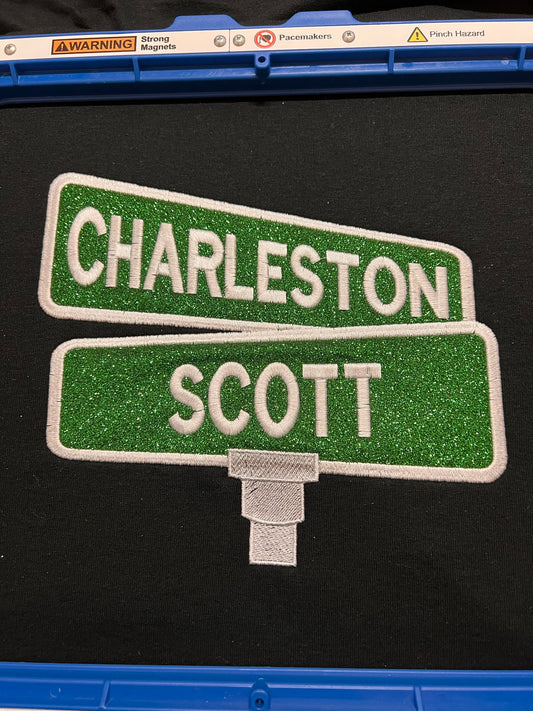 WARNING Strong Magnets Pacemakers Pinch Hazard
CHARLESTON
SCOTT